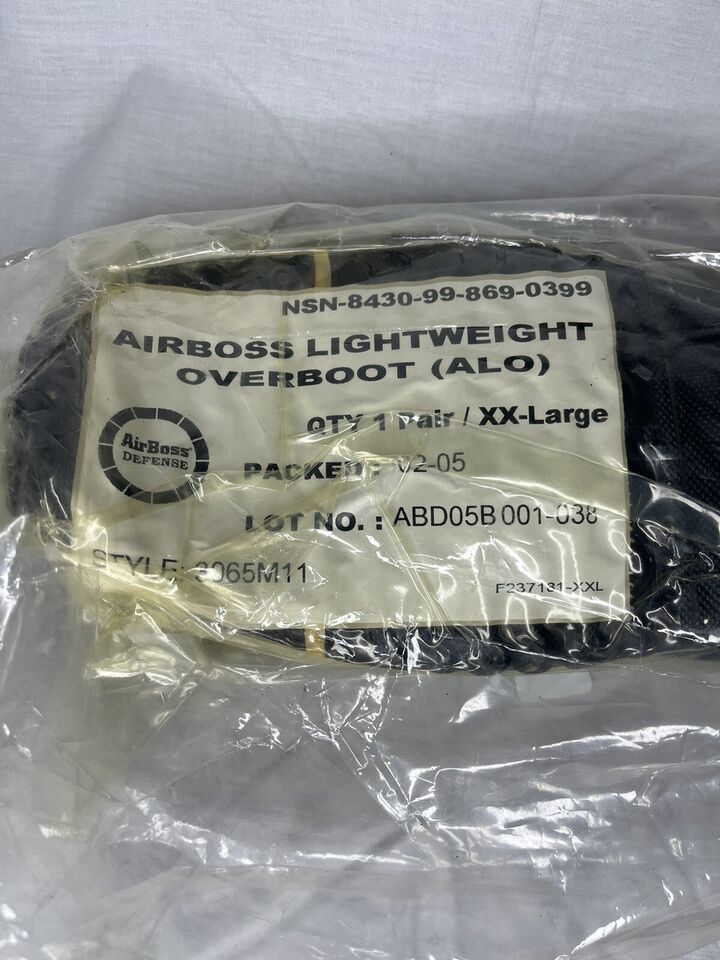 NSN-8430-99-869-0399
AIRBOSS LIGHTWEIGHT
OVERBOOT (ALO)
QTY 1 Pair / XX-Large
AirBoss
DEFENSE
PACKED : 02-05
LOT NO. : ABD05B 001-038
STYLE: 3065M11
F237181-XXL